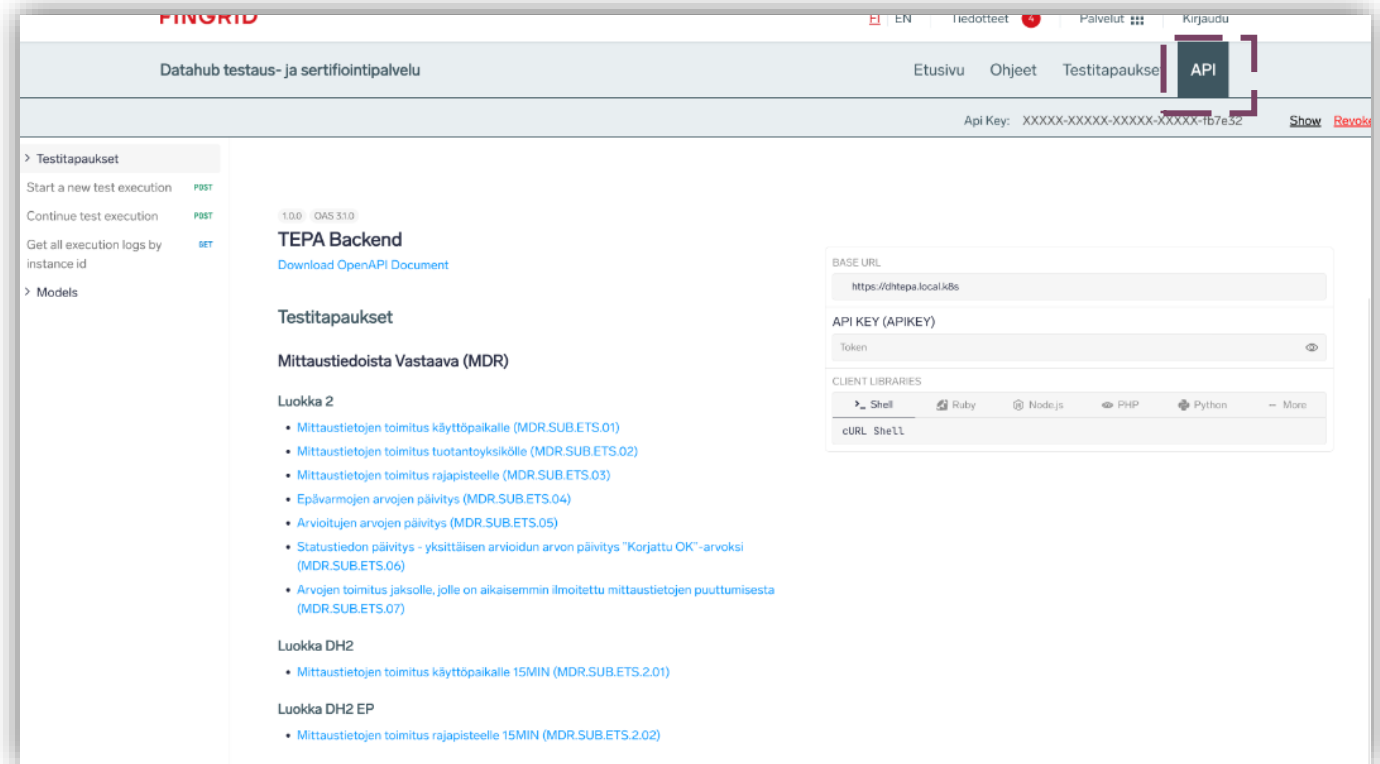 FINGRID
FI EN Tiedotteet 4 Palvelut Kirjaudu
Datahub testaus- ja sertifiointipalvelu
Etusivu Ohjeet Testitapaukset API
Api Key: XXXXX-XXXXX-XXXXX-XXXXX-fb7e32 Show Revoke
> Testitapaukset
Start a new test execution POST
Continue test execution POST
Get all execution logs by GET
instance id
> Models
1.0.0 OAS 3.1.0
TEPA Backend
Download OpenAPI Document
Testitapaukset
Mittaustiedoista Vastaava (MDR)
Luokka 2
• Mittaustietojen toimitus käyttöpaikalle (MDR.SUB.ETS.01)
• Mittaustietojen toimitus tuotantoyksikölle (MDR.SUB.ETS.02)
• Mittaustietojen toimitus rajapisteelle (MDR.SUB.ETS.03)
• Epävarmojen arvojen päivitys (MDR.SUB.ETS.04)
• Arvioitujen arvojen päivitys (MDR.SUB.ETS.05)
• Statustiedon päivitys - yksittäisen arvioidun arvon päivitys "Korjattu OK"-arvoksi
(MDR.SUB.ETS.06)
• Arvojen toimitus jaksolle, jolle on aikaisemmin ilmoitettu mittaustietojen puuttumisesta
(MDR.SUB.ETS.07)
Luokka DH2
• Mittaustietojen toimitus käyttöpaikalle 15MIN (MDR.SUB.ETS.2.01)
Luokka DH2 EP
• Mittaustietojen toimitus rajapisteelle 15MIN (MDR.SUB.ETS.2.02)
BASE URL
https://dhtepa.local.k8s
API KEY (APIKEY)
Token
CLIENT LIBRARIES
>_ Shell Ruby Node.js PHP Python More
cURL Shell